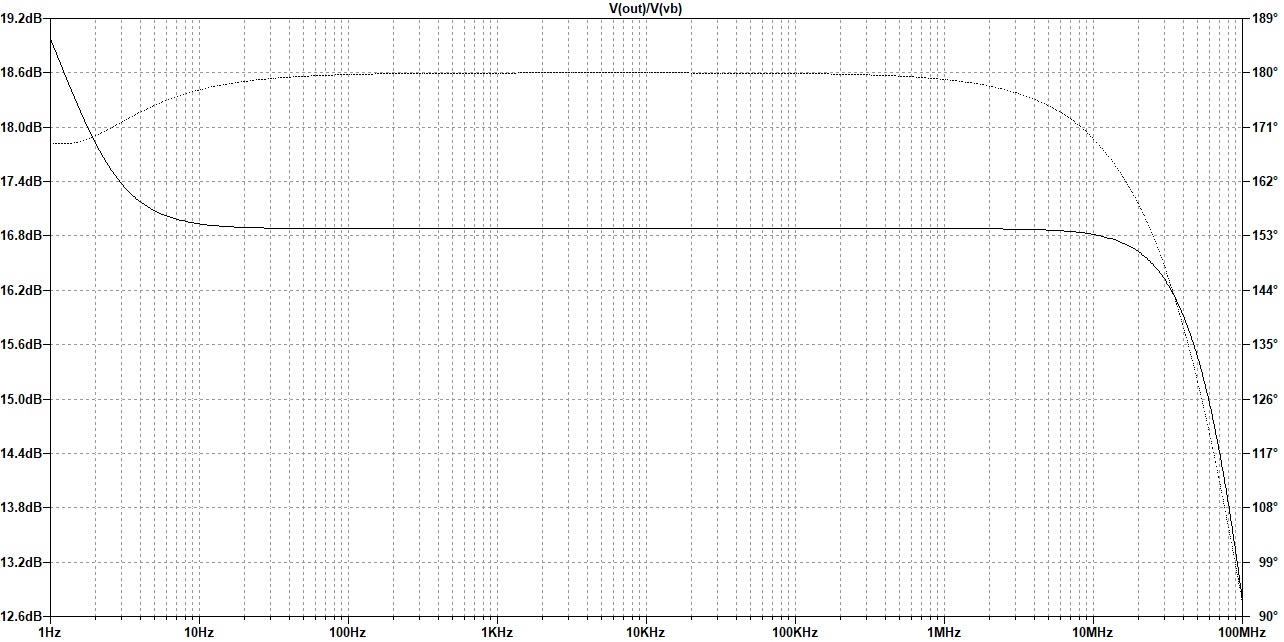 V(out)/V(vb)
19.2dB 189°
18.6dB 180°
18.0dB 171°
17.4dB 162°
16.8dB 153°
16.2dB 144°
15.6dB 135°
15.0dB 126°
14.4dB 117°
13.8dB 108°
13.2dB 99°
12.6dB 90°
1Hz 10Hz 100Hz 1KHz 10KHz 100KHz 1MHz 10MHz 100MHz